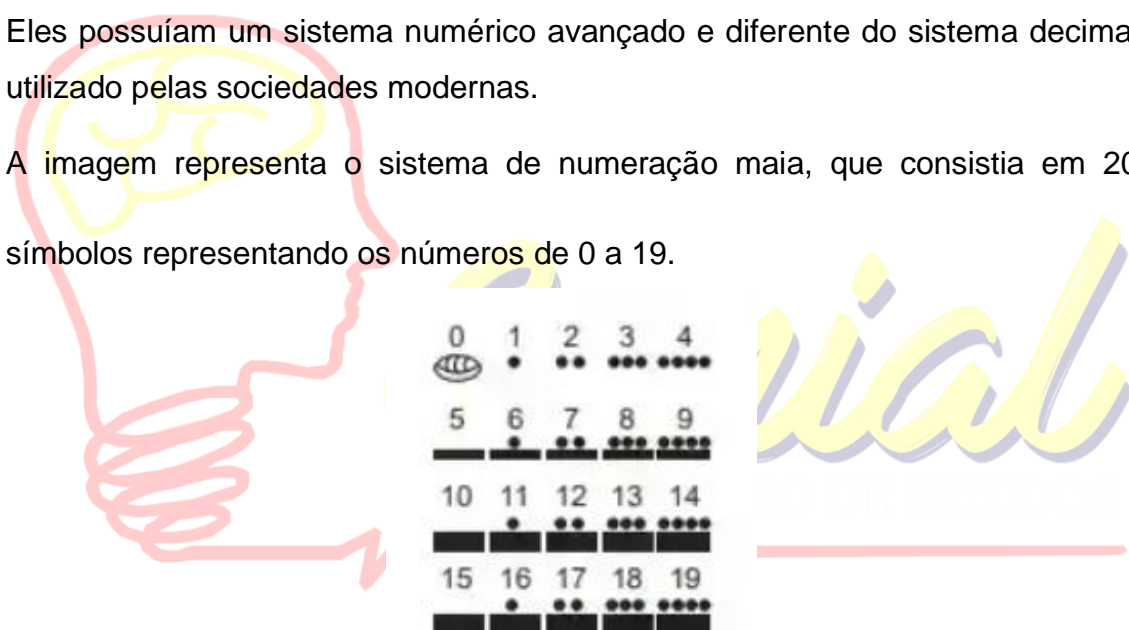 Eles possuíam um sistema numérico avançado e diferente do sistema decima
utilizado pelas sociedades modernas.
A imagem representa o sistema de numeração maia, que consistia em 20
símbolos representando os números de 0 a 19.
0 1 2 3 4
5 6 7 8 9
10 11 12 13 14
15 16 17 18 19